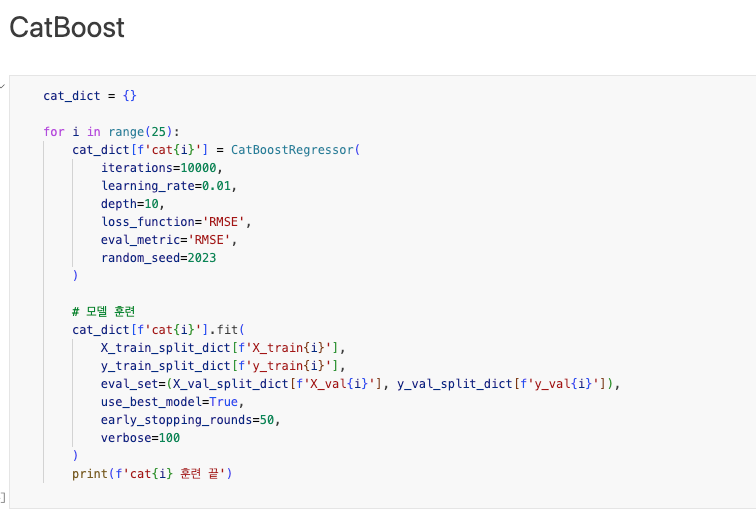 CatBoost
cat_dict = {}
for i in range(25):
cat_dict[f'cat{i}'] = CatBoostRegressor(
iterations=10000,
learning_rate=0.01,
depth=10,
loss_function='RMSE',
eval_metric='RMSE',
random_seed=2023
)
# 모델 훈련
cat_dict[f'cat{i}'].fit(
X_train_split_dict[f'X_train{i}'],
y_train_split_dict[f'y_train{i}'],
eval_set=(X_val_split_dict[f'X_val{i}'], y_val_split_dict[f'y_val{i}']),
use_best_model=True,
early_stopping_rounds=50,
verbose=100
)
print(f'cat{i} 훈련 끝')
]